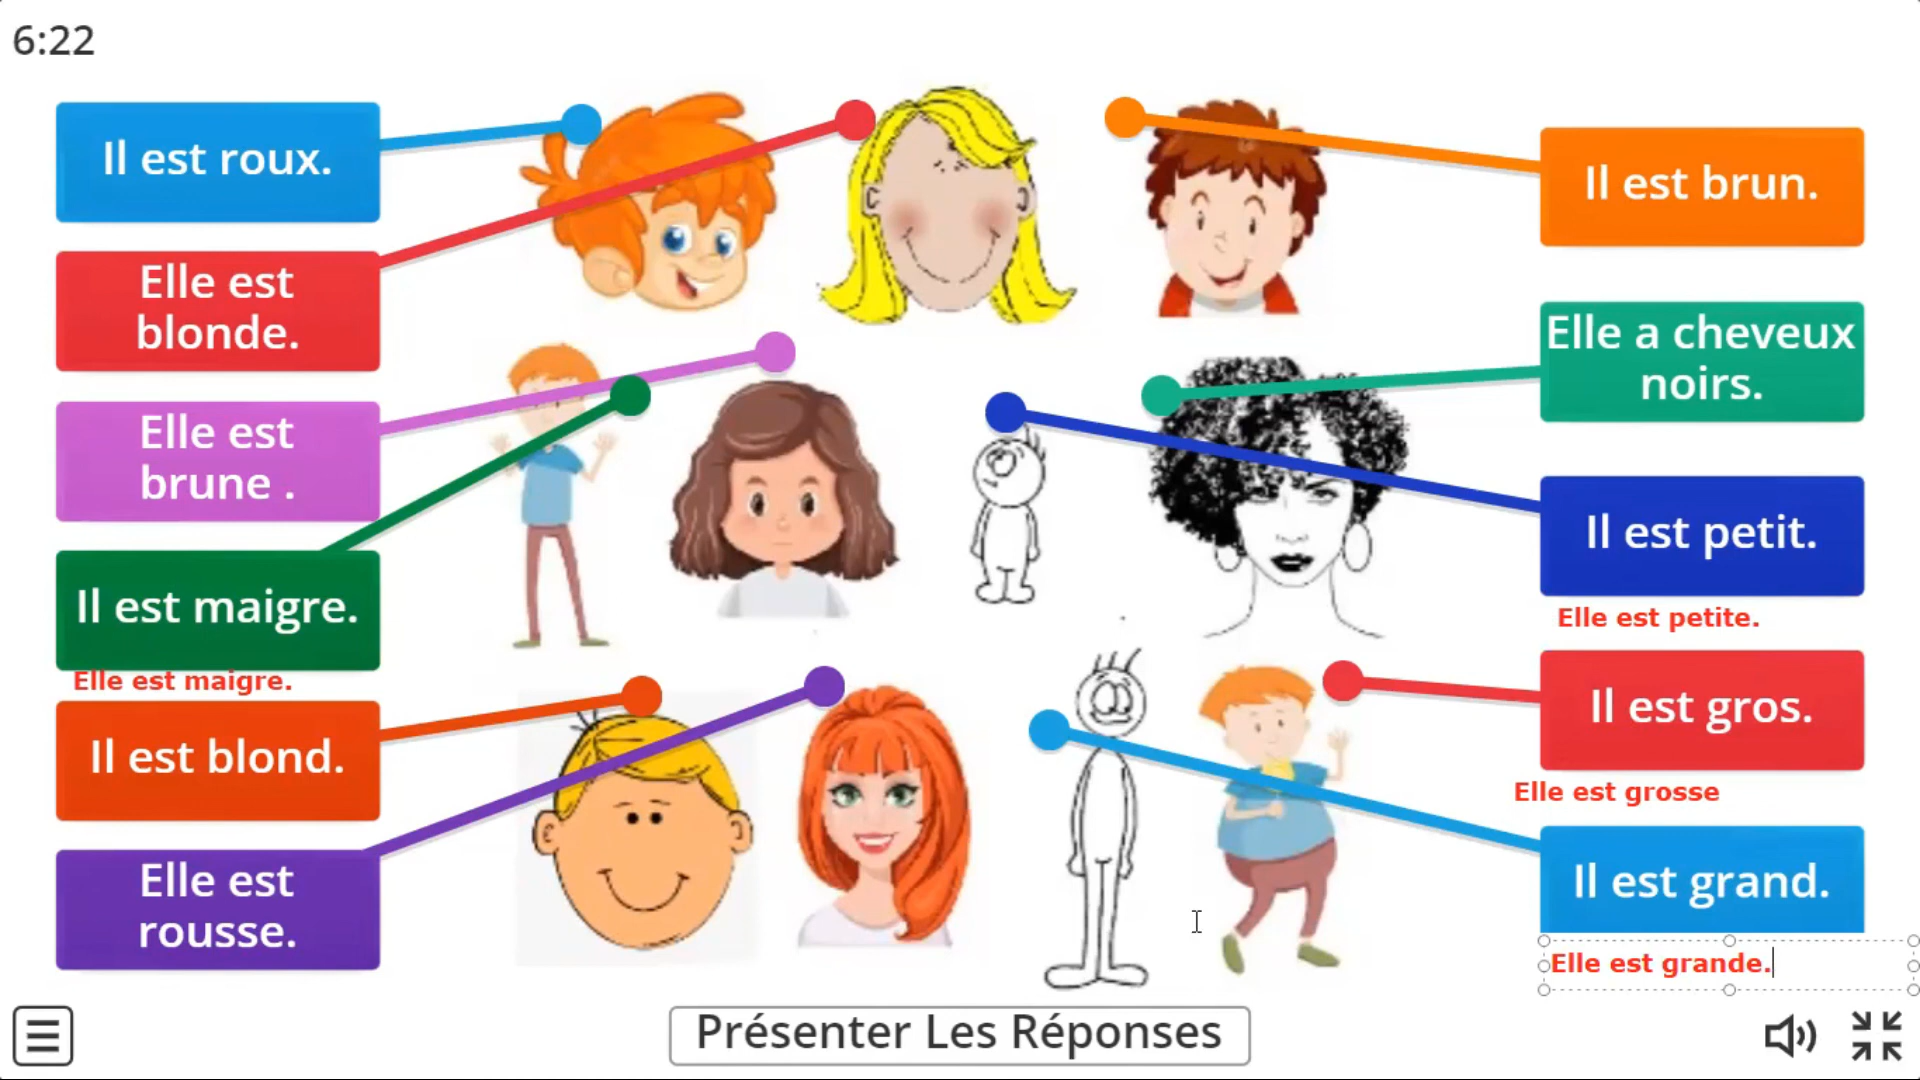 6:22
Il est roux.
Elle est
blonde.
Elle est
brune .
Il est maigre.
Elle est maigre.
Il est blond.
Elle est
rousse.
Il est brun.
Elle a cheveux
noirs.
Il est petit.
Elle est petite.
Il est gros.
Elle est grosse
Il est grand.
Elle est grande.
Présenter Les Réponses